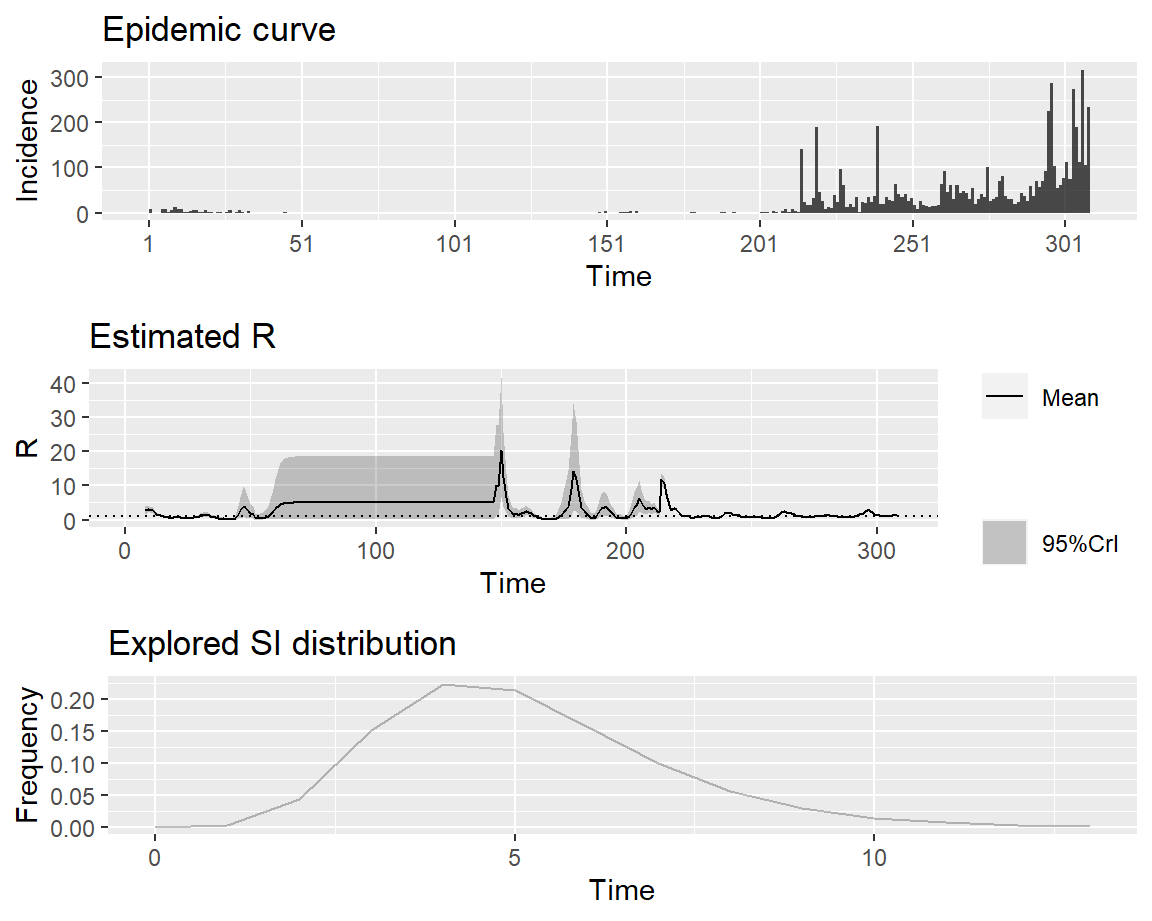 Epidemic curve
Incidence
300
200
100
0
1 51 101 151 201 251 301
Time
Estimated R
R
40
30
20
10
0
0 100 200 300
Time
Mean
95%CrI
Explored SI distribution
Frequency
0.20
0.15
0.10
0.05
0.00
0 5 10
Time